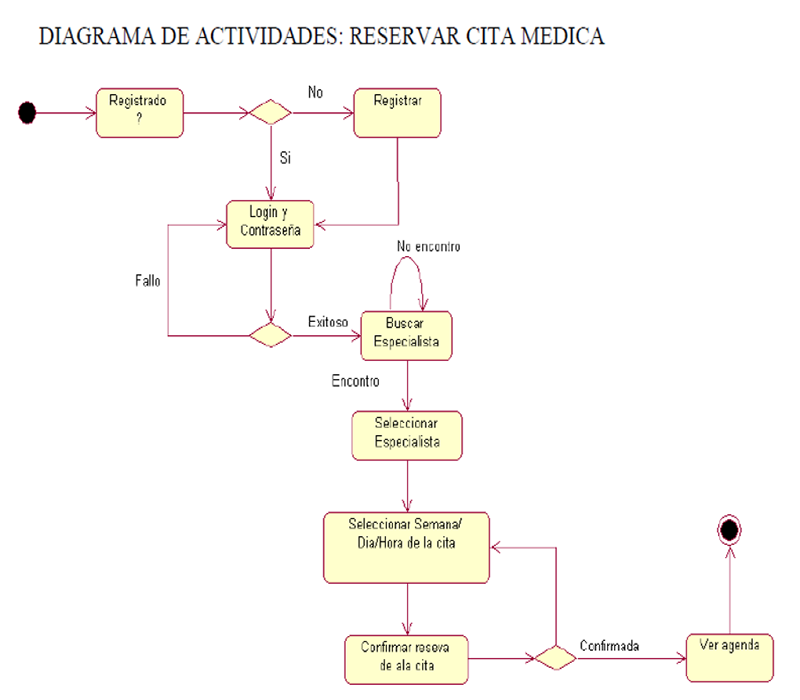 DIAGRAMA DE ACTIVIDADES: RESERVAR CITA MEDICA
Registrado
?
No
Registrar
Si
Login y
Contraseña
Fallo
No encontro
Exitoso
Buscar
Especialista
Encontro
Seleccionar
Especialista
Seleccionar Semana/
Dia/Hora de la cita
Confirmar reseva
de ala cita
Confirmada
Ver agenda